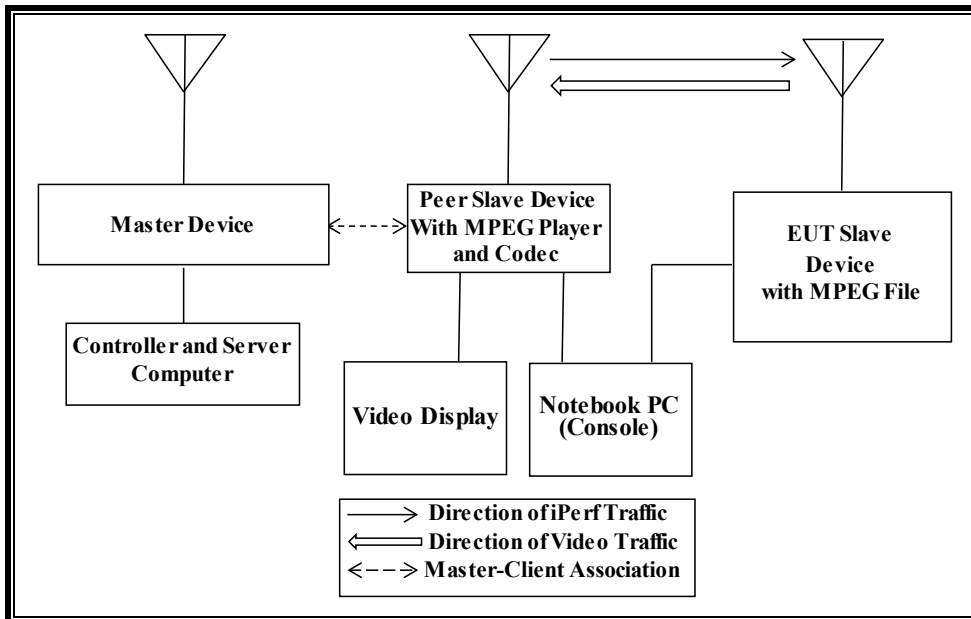 Master Device
Peer Slave Device
With MPEG Player
and Codec
EUT Slave
Device
with MPEG File
Controller and Server
Computer
Video Display
Notebook PC
(Console)
Direction of iPerf Traffic
Direction of Video Traffic
Master-Client Association